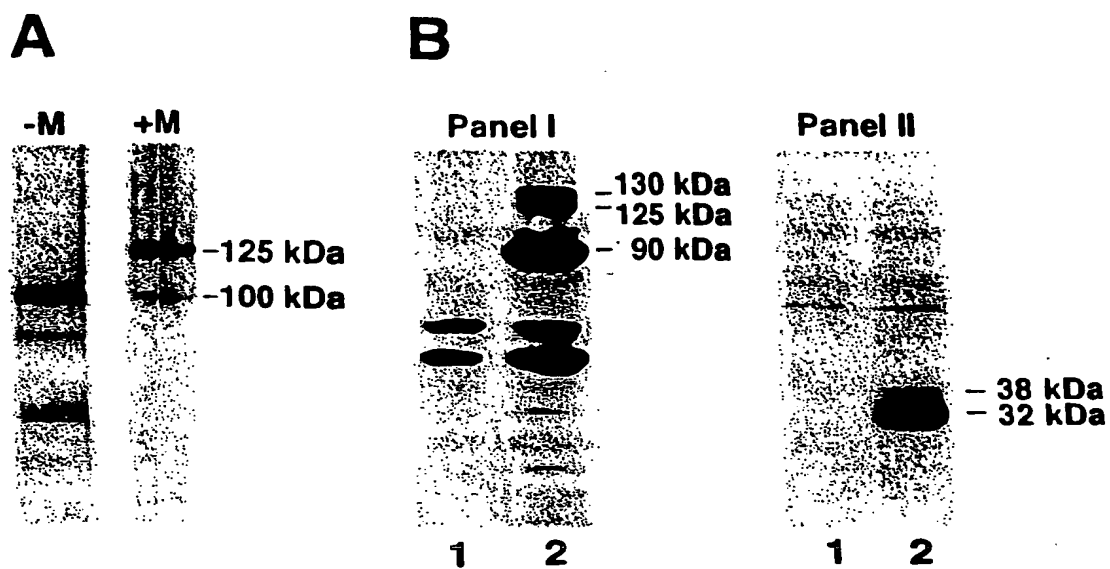 A
B
-M +M
Panel I
Panel II
-125 kDa
-100 kDa
-130 kDa
-125 kDa
- 90 kDa
- 38 kDa
- 32 kDa
1 2
1 2